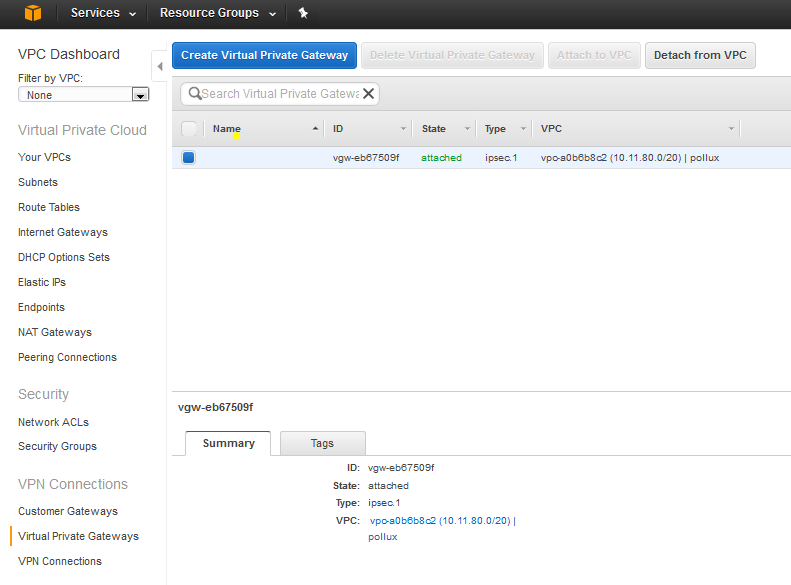 Services Resource Groups
VPC Dashboard
Filter by VPC:
None
Virtual Private Cloud
Your VPCs
Subnets
Route Tables
Internet Gateways
DHCP Options Sets
Elastic IPs
Endpoints
NAT Gateways
Peering Connections
Security
Network ACLs
Security Groups
VPN Connections
Customer Gateways
Virtual Private Gateways
VPN Connections
Create Virtual Private Gateway Delete Virtual Private Gateway Attach to VPC Detach from VPC
Search Virtual Private Gatewa
Name ID State Type VPC
vgw-eb67509f attached ipsec.1 vpc-a0b6b8c2 (10.11.80.0/20) | pollux
vgw-eb67509f
Summary Tags
ID: vgw-eb67509f
State: attached
Type: ipsec.1
VPC: vpc-a0b6b8c2 (10.11.80.0/20) |
pollux